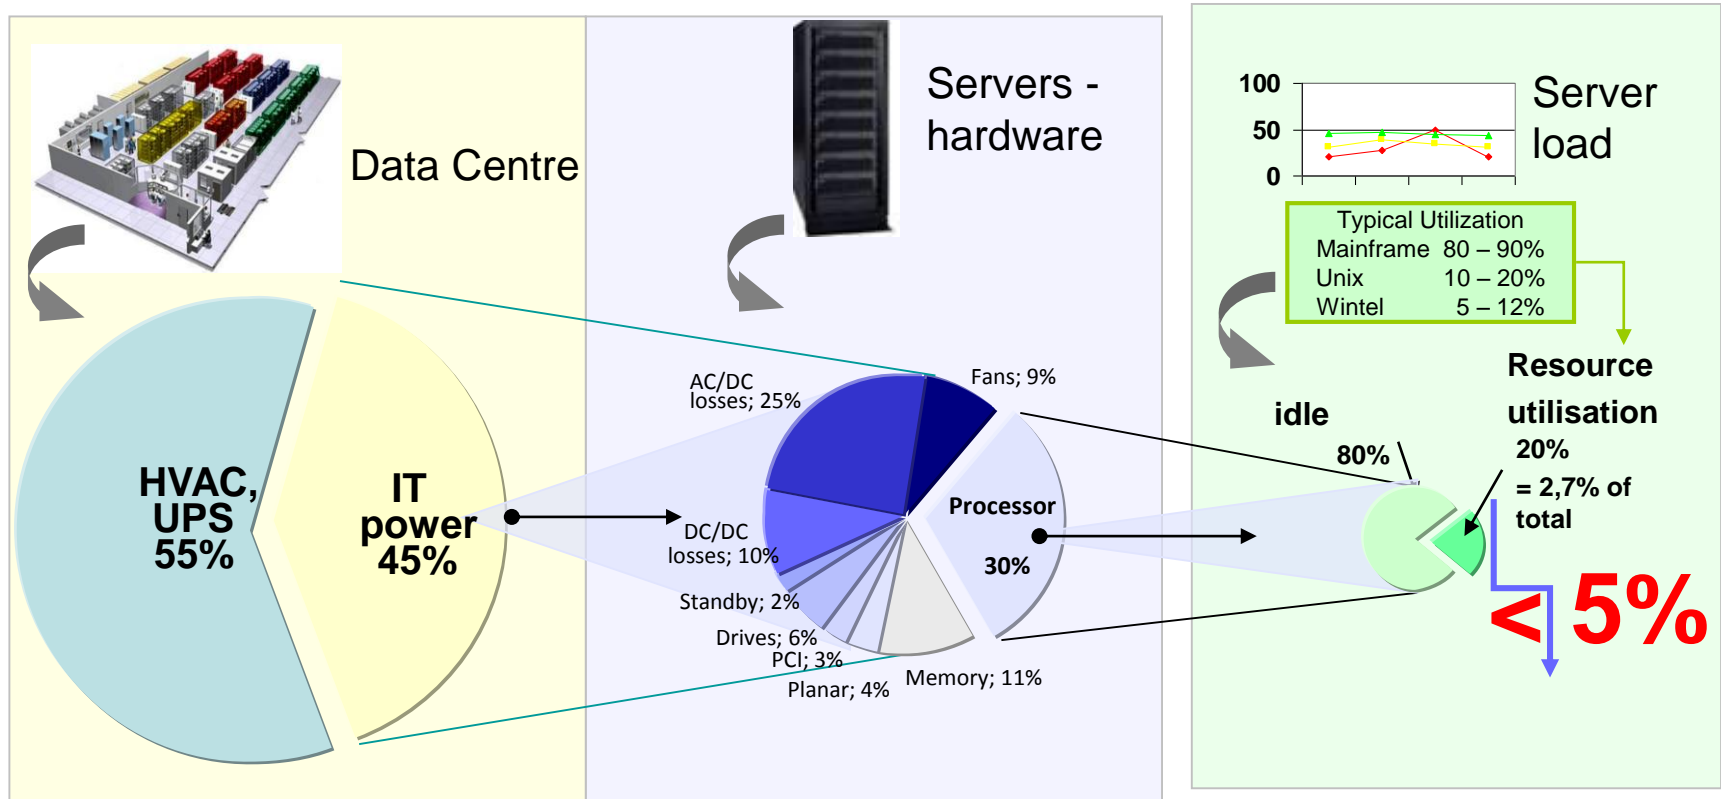 Data Centre
HVAC,
UPS
55%
IT
power
45%
Servers -
hardware
AC/DC
losses; 25%
Fans; 9%
DC/DC
losses; 10%
Standby; 2%
Drives; 6%
PCI; 3%
Planar; 4%
Memory; 11%
Processor
30%
Server
load
100
50
0
Typical Utilization
Mainframe 80 – 90%
Unix 10 – 20%
Wintel 5 – 12%
idle
80%
Resource
utilisation
20%
= 2,7% of
total
< 5%